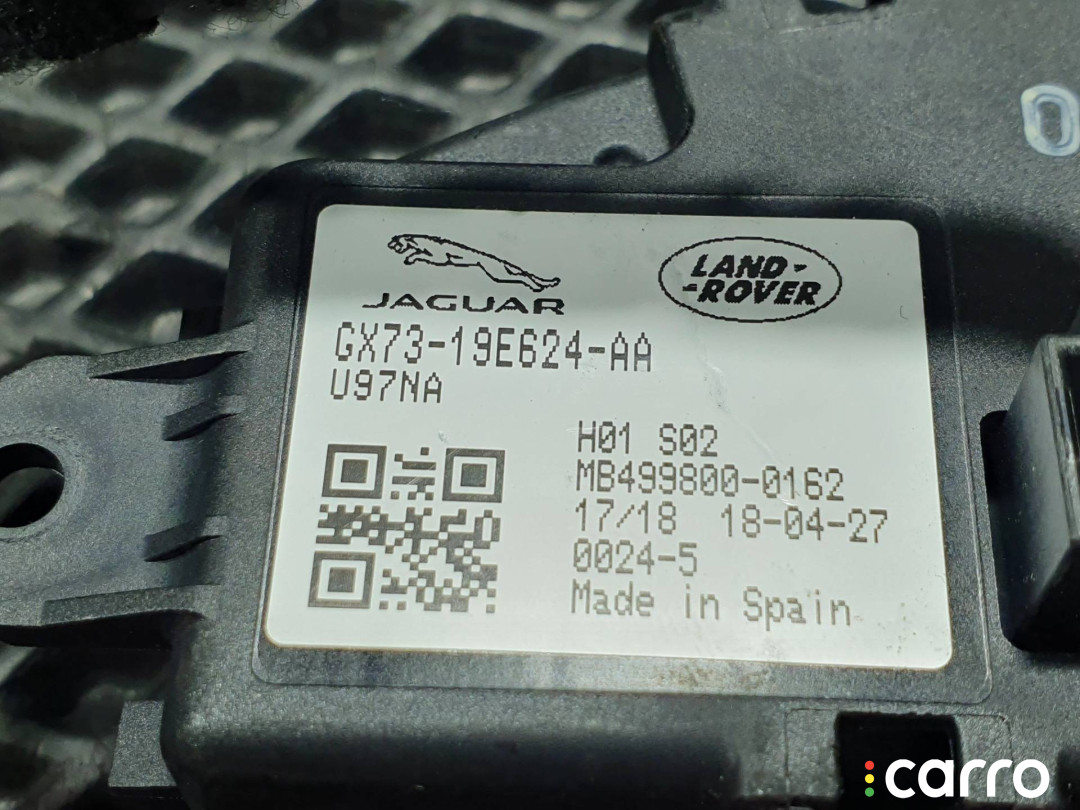 JAGUAR
LAND-
-ROVER
GX73-19E624-AA
U97NA
H01 S02
MB499800-0162
17/18 18-04-27
0024-5
Made in Spain
0
carro